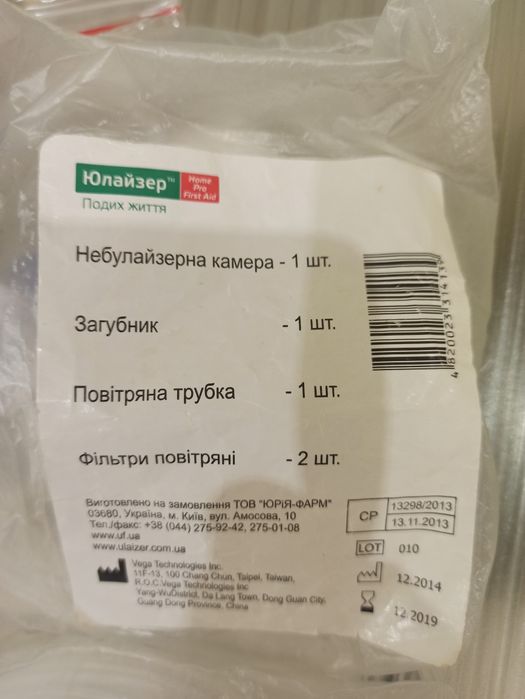 Юлайзер™
Home
Pro
First Aid
Подих життя
Небулайзерна камера - 1 шт.
Загубник - 1 шт.
Повітряна трубка - 1 шт.
Фільтри повітряні - 2 шт.
Виготовлено на замовлення ТОВ "ЮРІЯ-ФАРМ"
03680, Україна, м. Київ, вул. Амосова, 10
Тел./факс: +38 (044) 275-92-42, 275-01-08
www.uf.ua
www.ulaizer.com.ua
Vega Technologies Inc.
11F-13, 100 Chang Chun, Taipei, Taiwan,
R.O.C.Vega Technologies Inc
Yang-WuDistrict, Da Lang Town, Dong Guan City,
Guang Dong Province, China
СР 13298/2013
13.11.2013
LOT 010
12.2014
12.2019